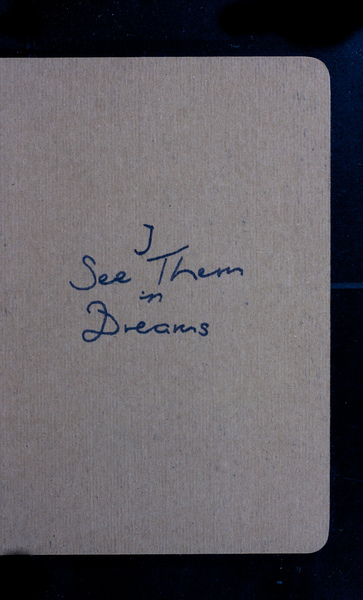 I
See Them
in
Dreams